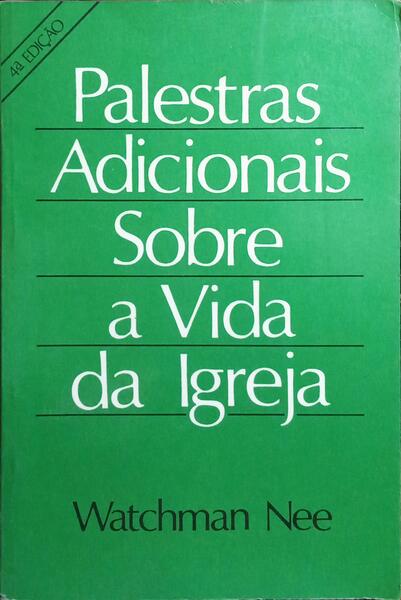 4ª EDIÇÃO
Palestras
Adicionais
Sobre
a Vida
da Igreja
Watchman Nee